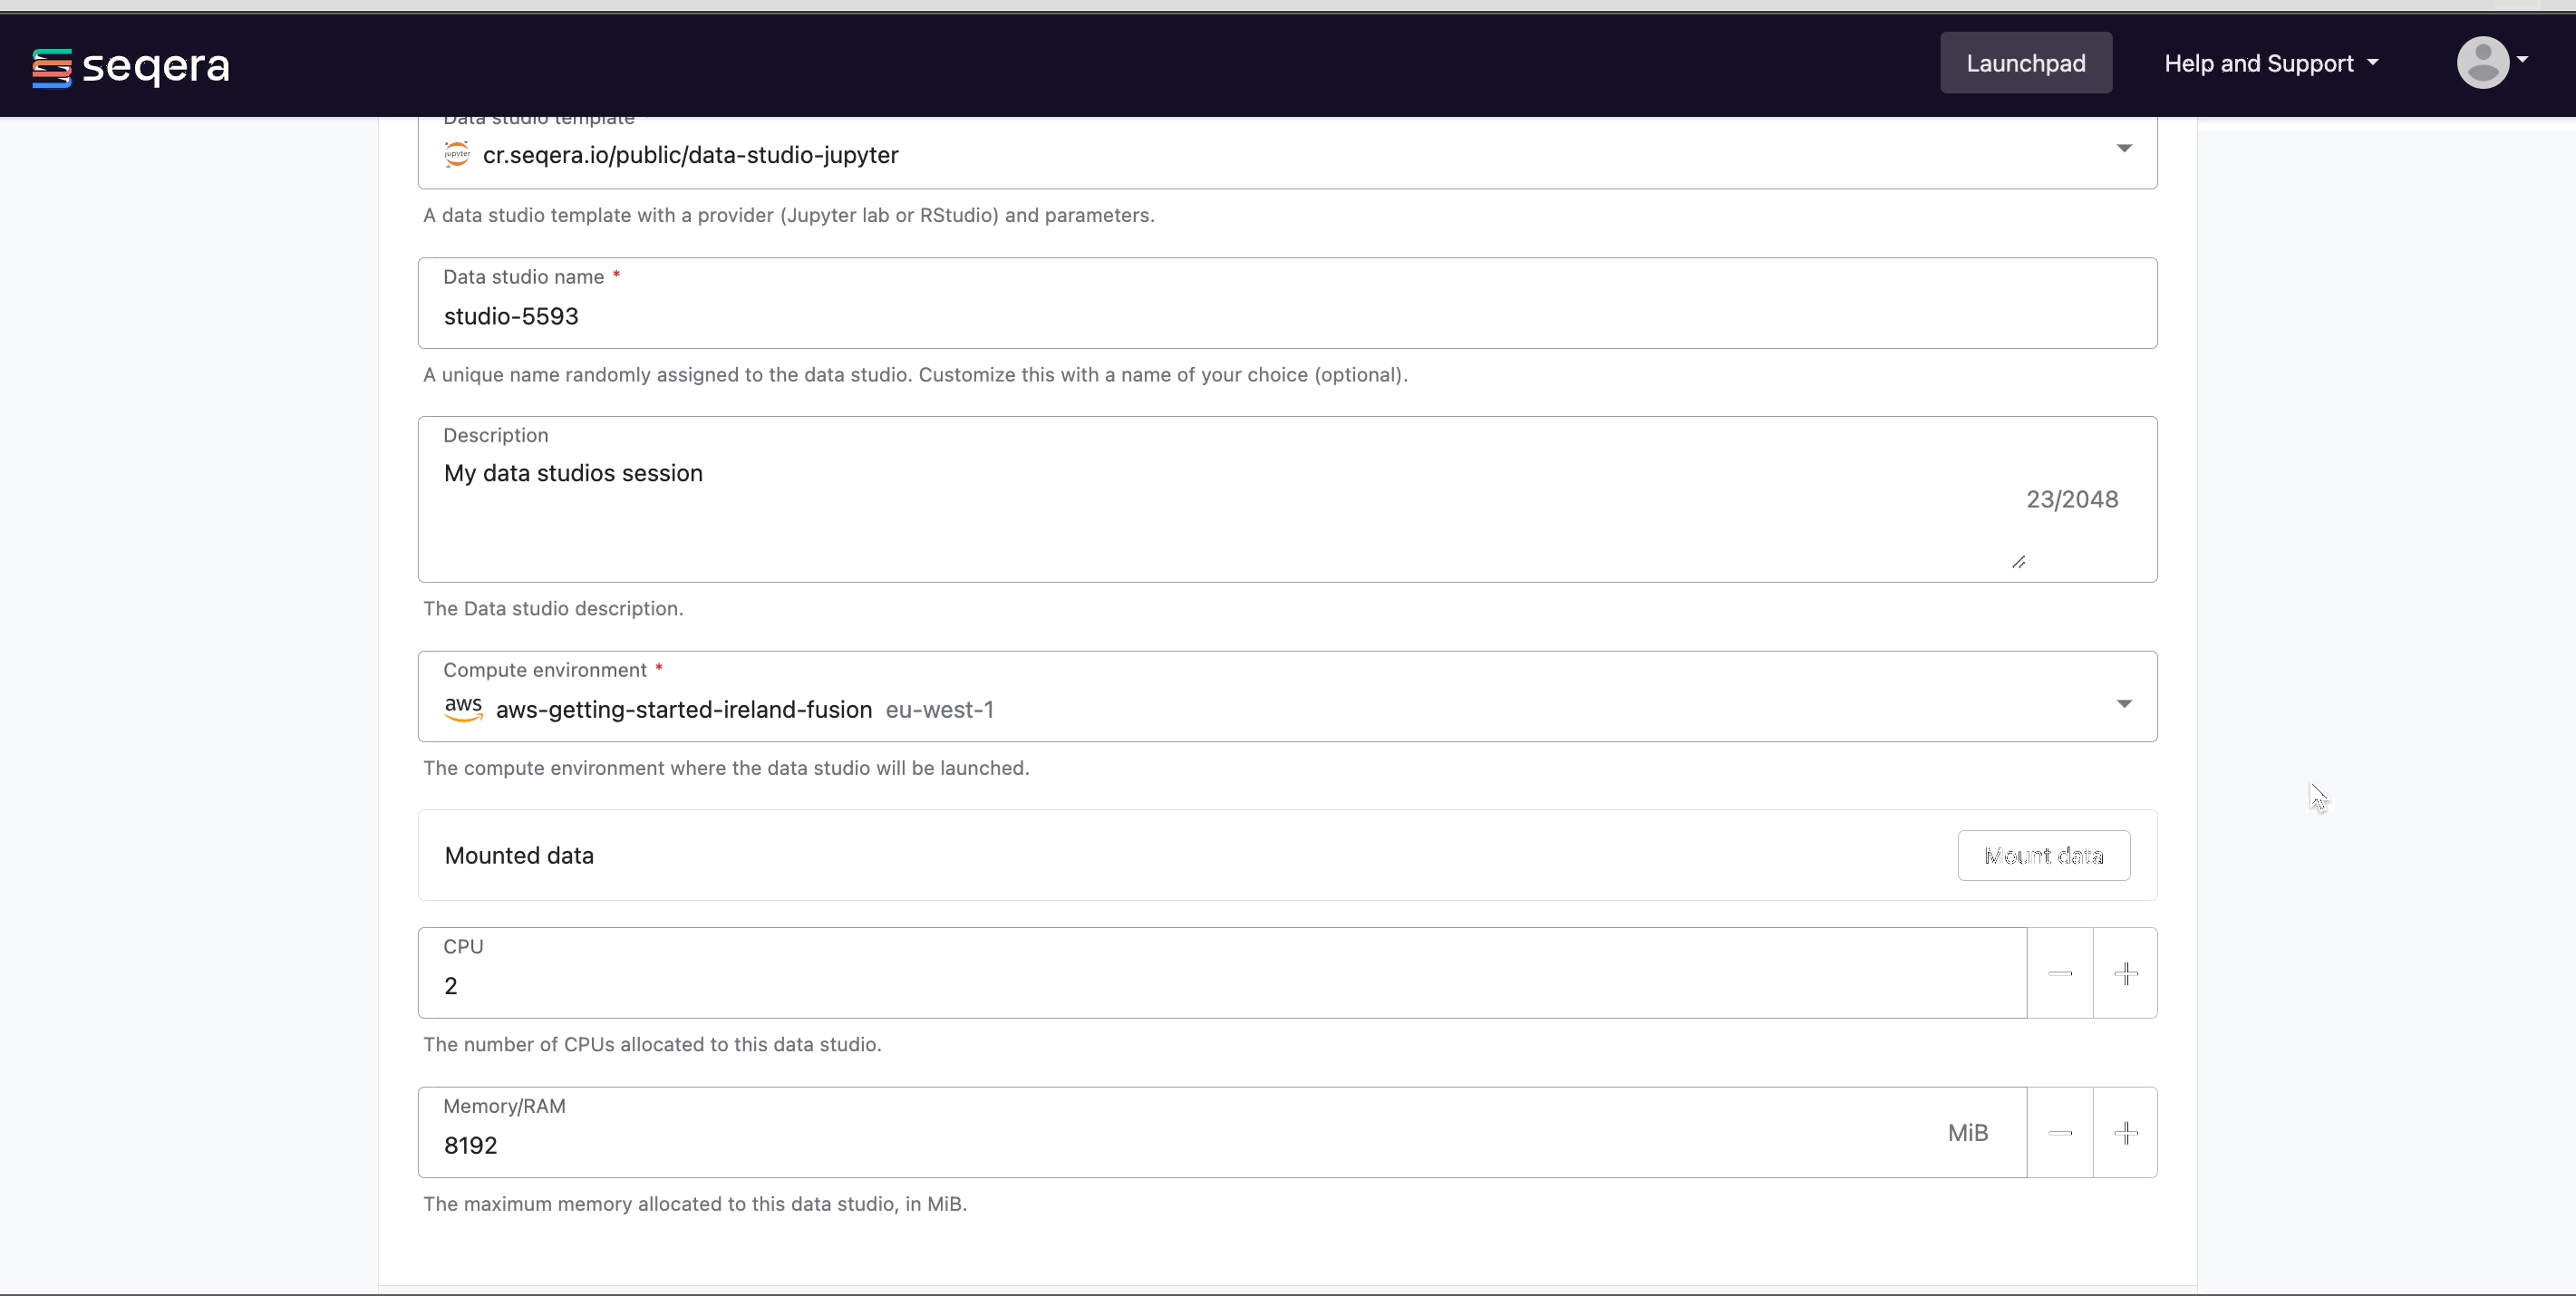 seqera
Launchpad
Help and Support
Data studio template
jupyter
cr.seqera.io/public/data-studio-jupyter
A data studio template with a provider (Jupyter lab or RStudio) and parameters.
Data studio name *
studio-5593
A unique name randomly assigned to the data studio. Customize this with a name of your choice (optional).
Description
My data studios session
23/2048
The Data studio description.
Compute environment *
aws aws-getting-started-ireland-fusion eu-west-1
The compute environment where the data studio will be launched.
Mounted data
Mount data
CPU
2
The number of CPUs allocated to this data studio.
Memory/RAM
8192
MiB
The maximum memory allocated to this data studio, in MiB.